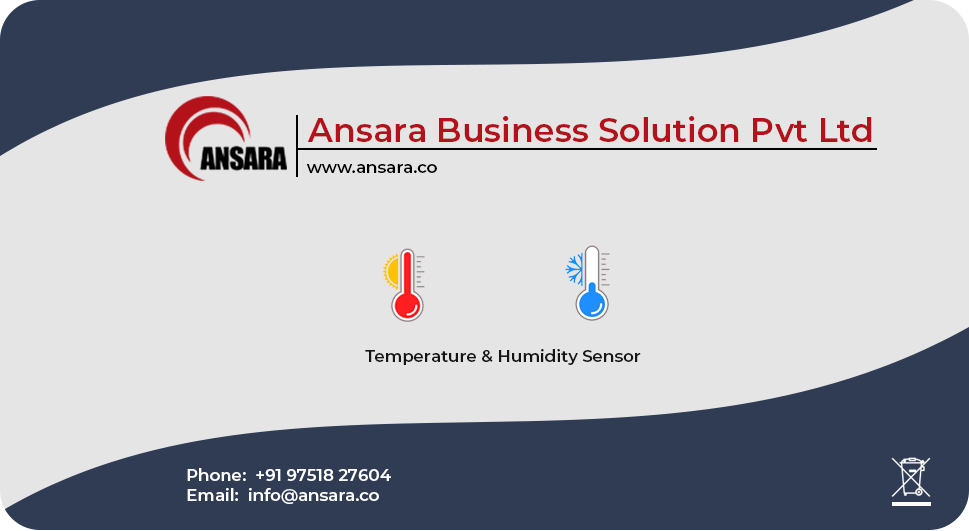 ANSARA
Ansara Business Solution Pvt Ltd
www.ansara.co
Temperature & Humidity Sensor
Phone: +91 97518 27604
Email: info@ansara.co